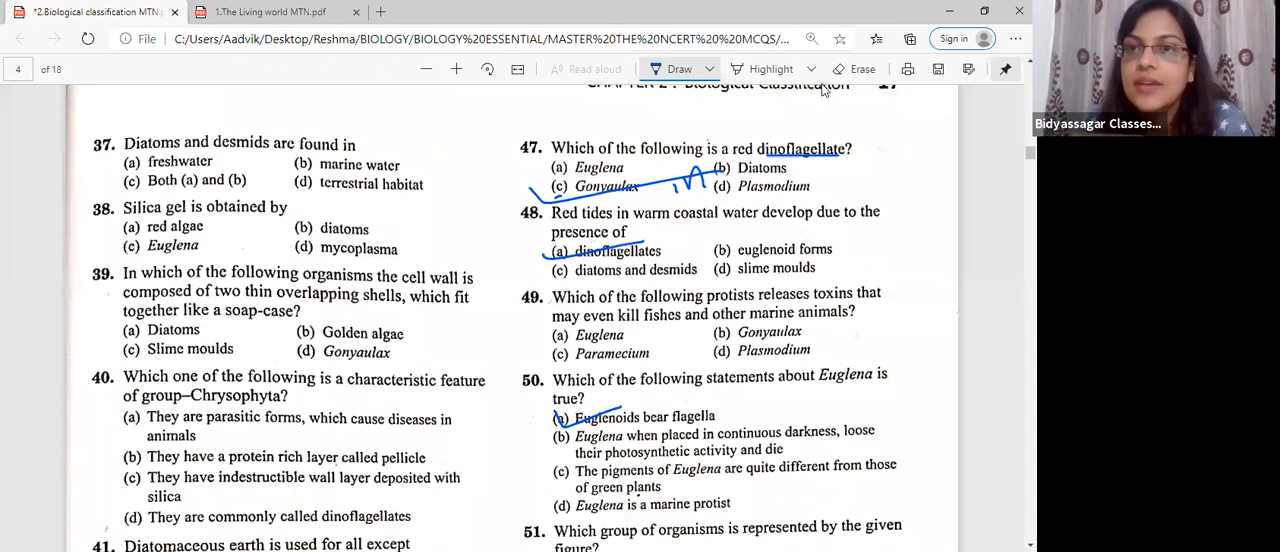 *2.Biological classification MTN.p
1.The Living world MTN.pdf
File
C:/Users/Aadvik/Desktop/Reshma/BIOLOGY/BIOLOGY%20ESSENTIAL/MASTER%20THE%20NCERT%20%20MCQS/...
Sign in
4 of 18
Read aloud
Draw
Highlight
Erase
CHAPTER 2 : Biological Classification 17
Bidyassagar Classes...
37. Diatoms and desmids are found in
(a) freshwater (b) marine water
(c) Both (a) and (b) (d) terrestrial habitat
38. Silica gel is obtained by
(a) red algae (b) diatoms
(c) Euglena (d) mycoplasma
39. In which of the following organisms the cell wall is
composed of two thin overlapping shells, which fit
together like a soap-case?
(a) Diatoms (b) Golden algae
(c) Slime moulds (d) Gonyaulax
40. Which one of the following is a characteristic feature
of group–Chrysophyta?
(a) They are parasitic forms, which cause diseases in
animals
(b) They have a protein rich layer called pellicle
(c) They have indestructible wall layer deposited with
silica
(d) They are commonly called dinoflagellates
41. Diatomaceous earth is used for all except
47. Which of the following is a red dinoflagellate?
(a) Euglena (b) Diatoms
(c) Gonyaulax (d) Plasmodium
48. Red tides in warm coastal water develop due to the
presence of
(a) dinoflagellates (b) euglenoid forms
(c) diatoms and desmids (d) slime moulds
49. Which of the following protists releases toxins that
may even kill fishes and other marine animals?
(a) Euglena (b) Gonyaulax
(c) Paramecium (d) Plasmodium
50. Which of the following statements about Euglena is
true?
(a) Euglenoids bear flagella
(b) Euglena when placed in continuous darkness, loose
their photosynthetic activity and die
(c) The pigments of Euglena are quite different from those
of green plants
(d) Euglena is a marine protist
51. Which group of organisms is represented by the given
figure?